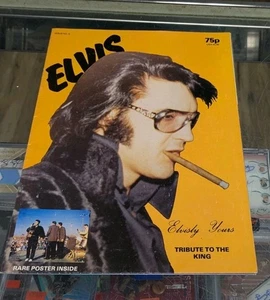 ELVIS
75p
Elvisly Yours
TRIBUTE TO THE
KING
RARE POSTER INSIDE